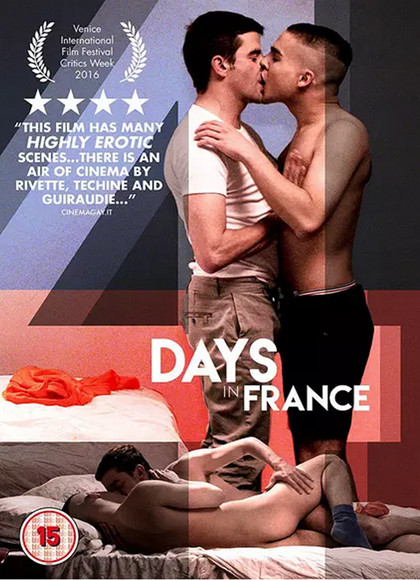 Venice
International
Film Festival
Critics Week
2016
“THIS FILM HAS MANY
HIGHLY EROTIC
SCENES...THERE IS AN
AIR OF CINEMA BY
RIVETTE, TECHINE AND
GUIRAUDIE...”
CINEMAGAY.IT
4
DAYS
IN FRANCE
15